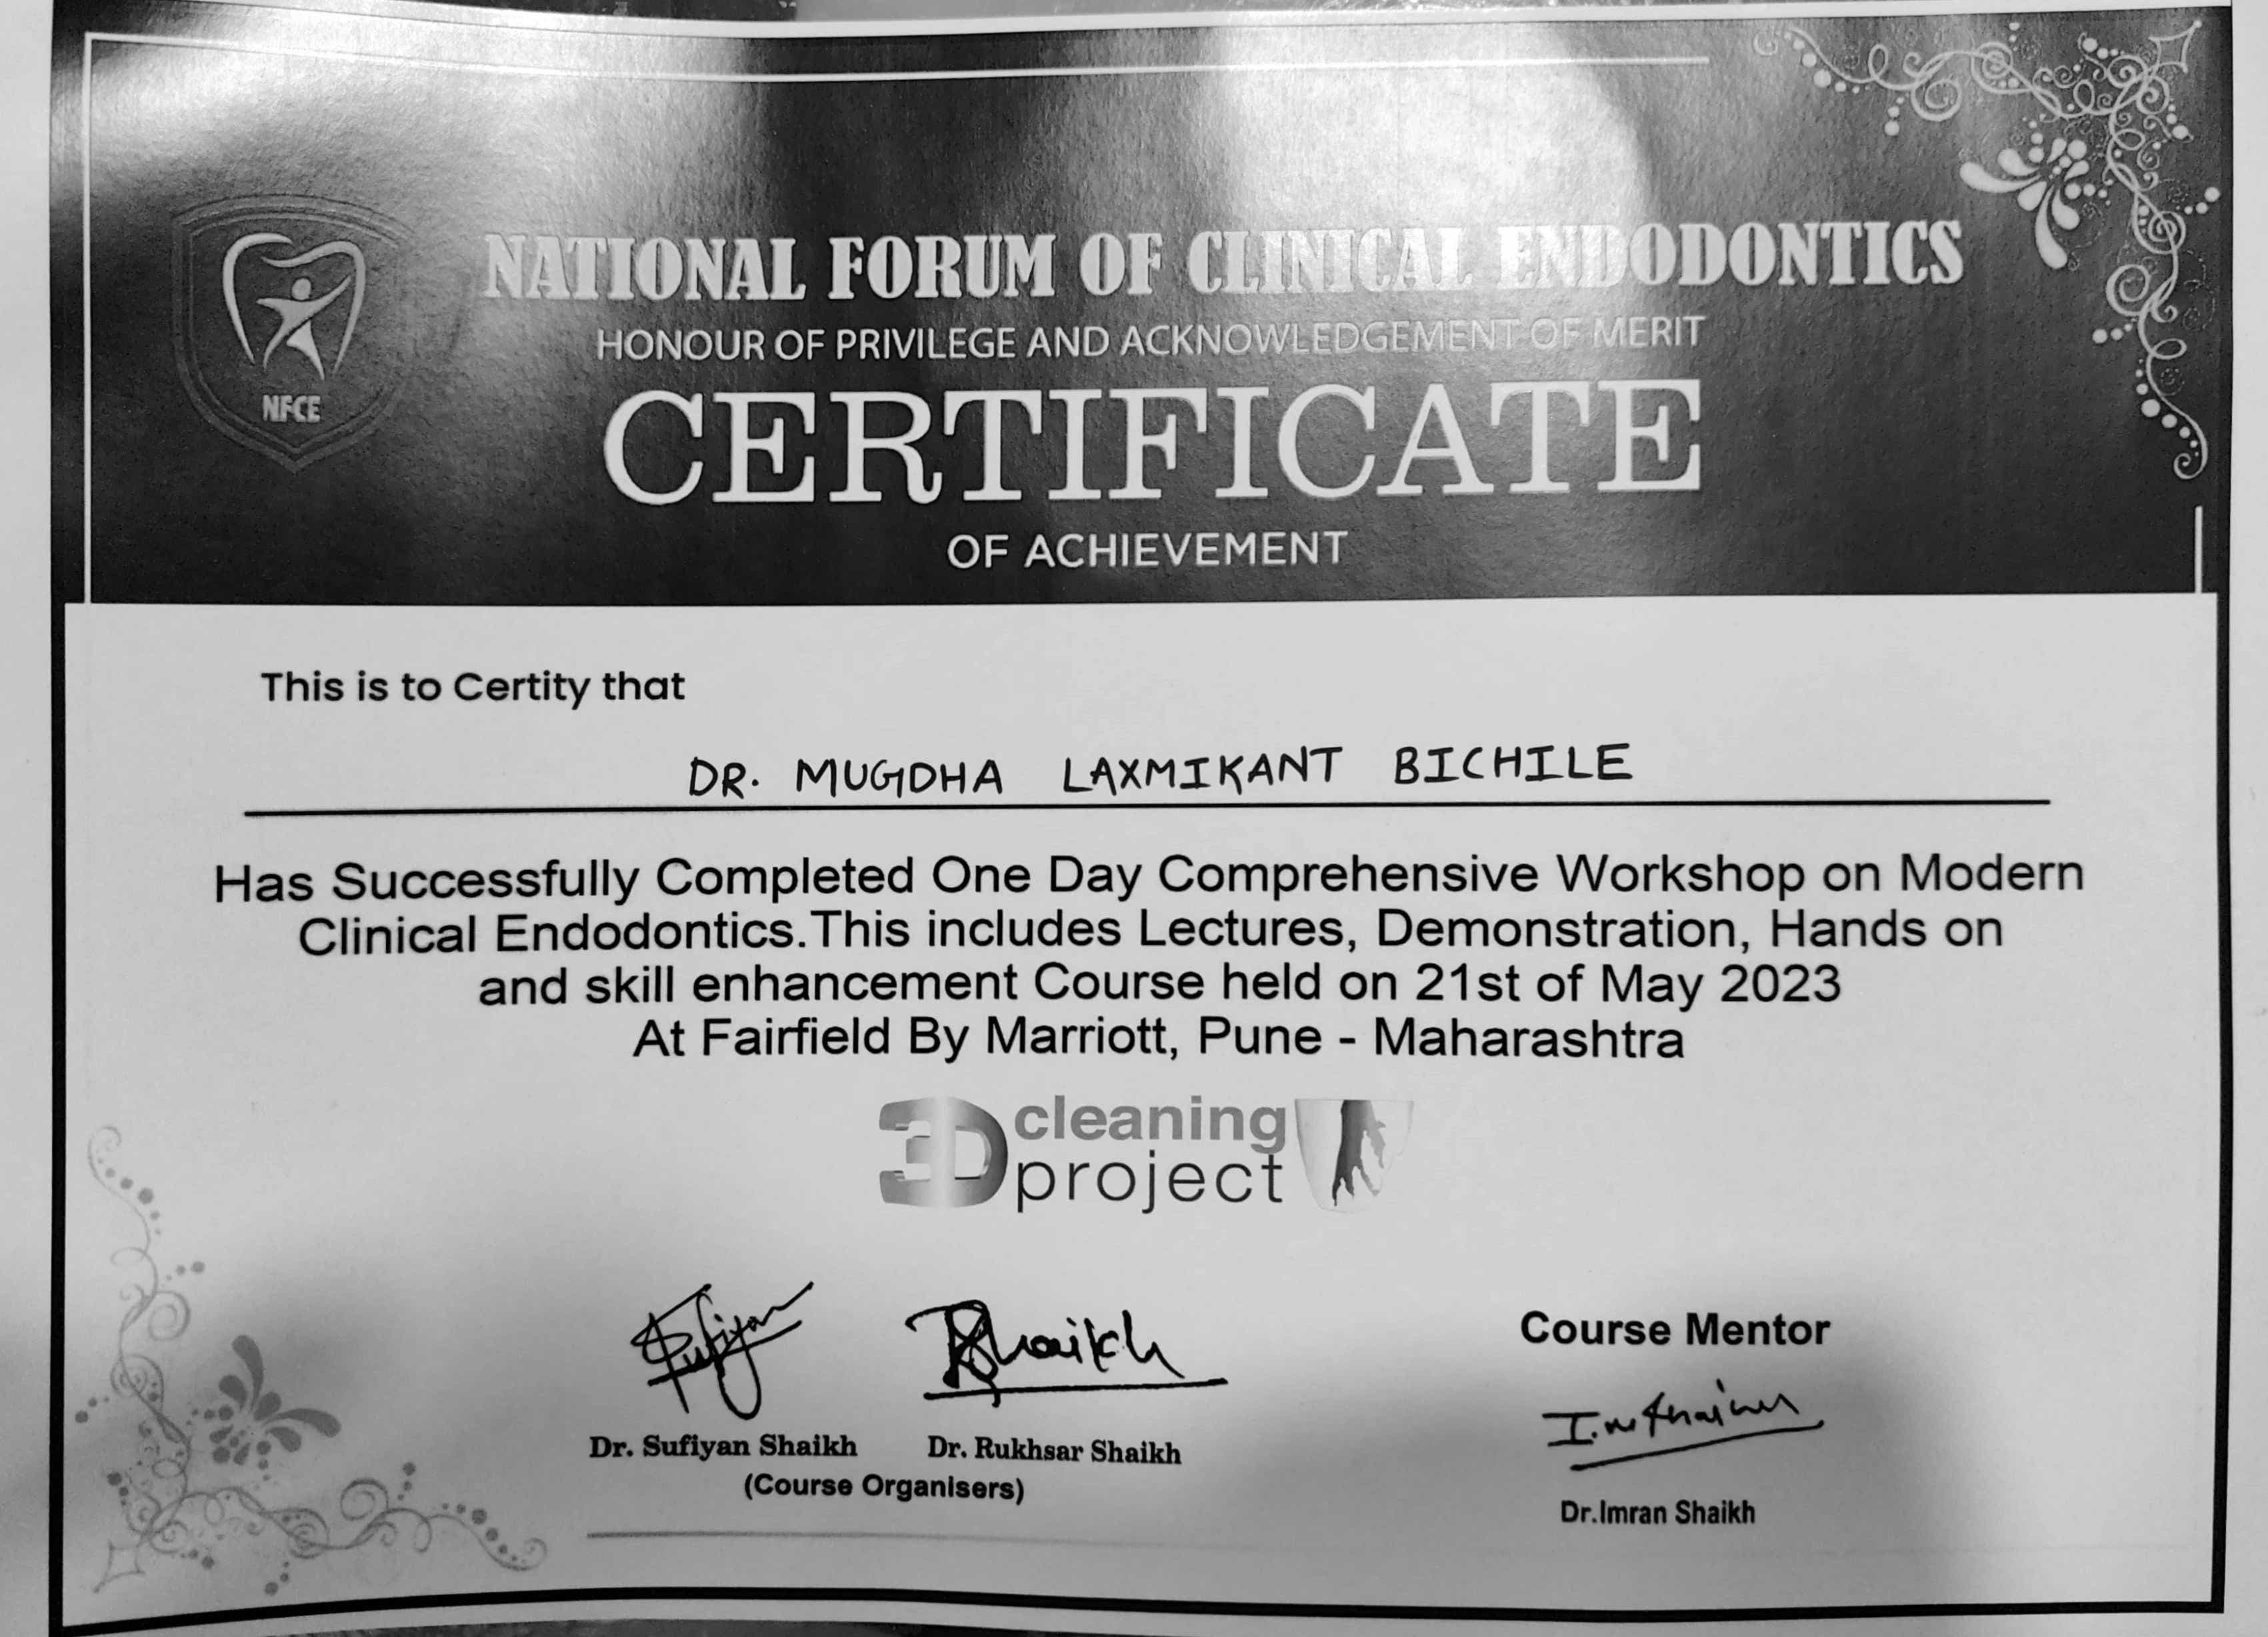 NATIONAL FORUM OF CLINICAL ENDODONTICS
HONOUR OF PRIVILEGE AND ACKNOWLEDGEMENT OF MERIT
NFCE
CERTIFICATE
OF ACHIEVEMENT
This is to Certity that
DR. MUGDHA LAXMIKANT BICHILE
Has Successfully Completed One Day Comprehensive Workshop on Modern
Clinical Endodontics.This includes Lectures, Demonstration, Hands on
and skill enhancement Course held on 21st of May 2023
At Fairfield By Marriott, Pune - Maharashtra
3D cleaning
project
Sufiyan
RShaikh
Course Mentor
Dr. Sufiyan Shaikh
Dr. Rukhsar Shaikh
(Course Organisers)
Dr.Imran Shaikh